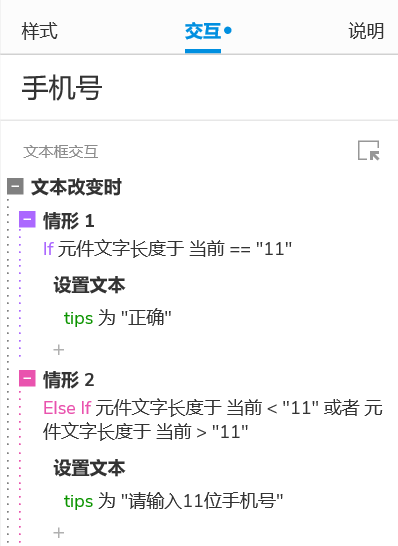 样式 交互 说明
手机号
文本框交互
文本改变时
情形 1
If 元件文字长度于 当前 == "11"
设置文本
tips 为 "正确"
+
情形 2
Else If 元件文字长度于 当前 < "11" 或者 元
件文字长度于 当前 > "11"
设置文本
tips 为 "请输入11位手机号"
+